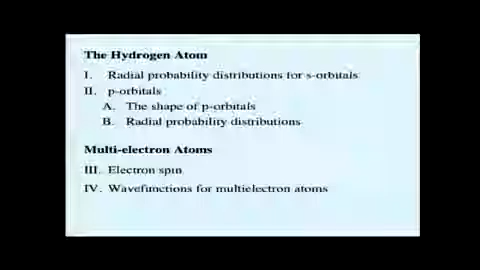 The Hydrogen Atom
I. Radial probability distributions for s-orbitals
II. p-orbitals
A. The shape of p-orbitals
B. Radial probability distributions
Multi-electron Atoms
III. Electron spin
IV. Wavefunctions for multielectron atoms